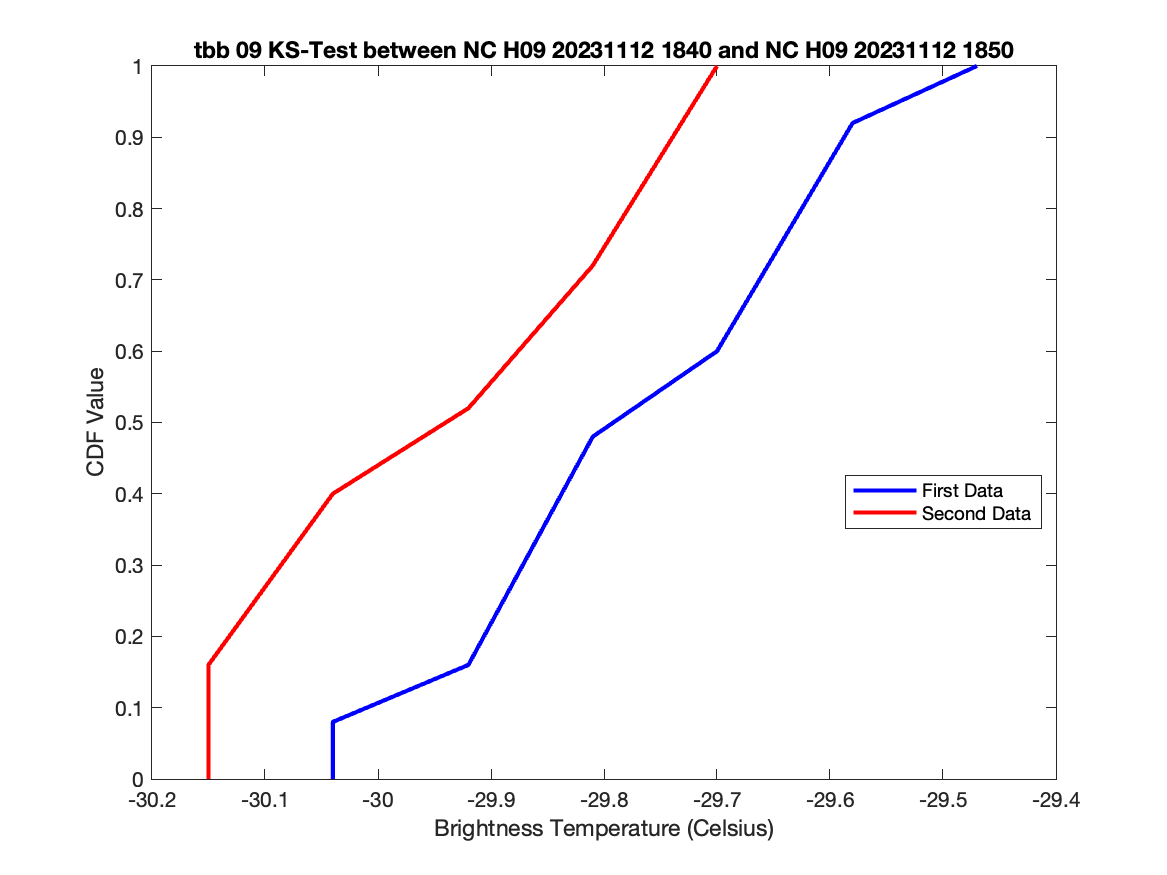 tbb 09 KS-Test between NC H09 20231112 1840 and NC H09 20231112 1850
1
0.9
0.8
0.7
0.6
0.5
0.4
0.3
0.2
0.1
0
CDF Value
First Data
Second Data
-30.2 -30.1 -30 -29.9 -29.8 -29.7 -29.6 -29.5 -29.4
Brightness Temperature (Celsius)